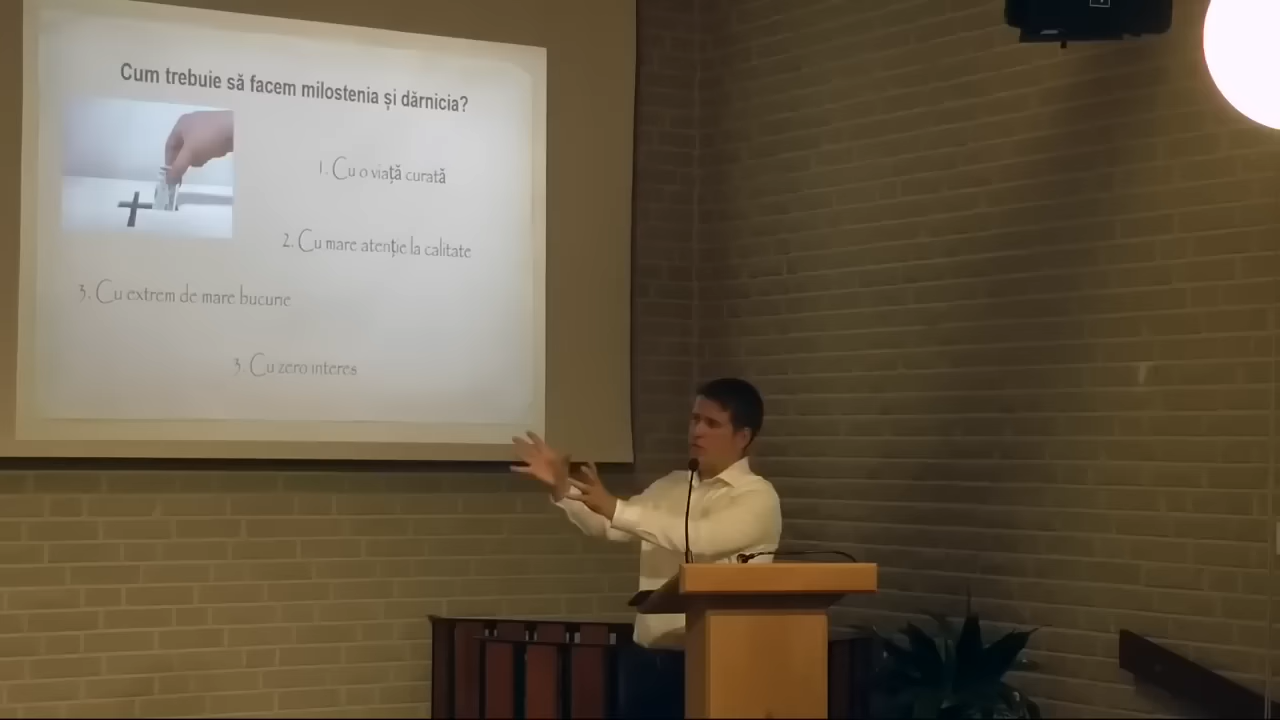 Cum trebuie să facem milostenia și dărnicia?
1. Cu o viață curată
2. Cu mare atenție la calitate
3. Cu extrem de mare bucurie
3. Cu zero interes